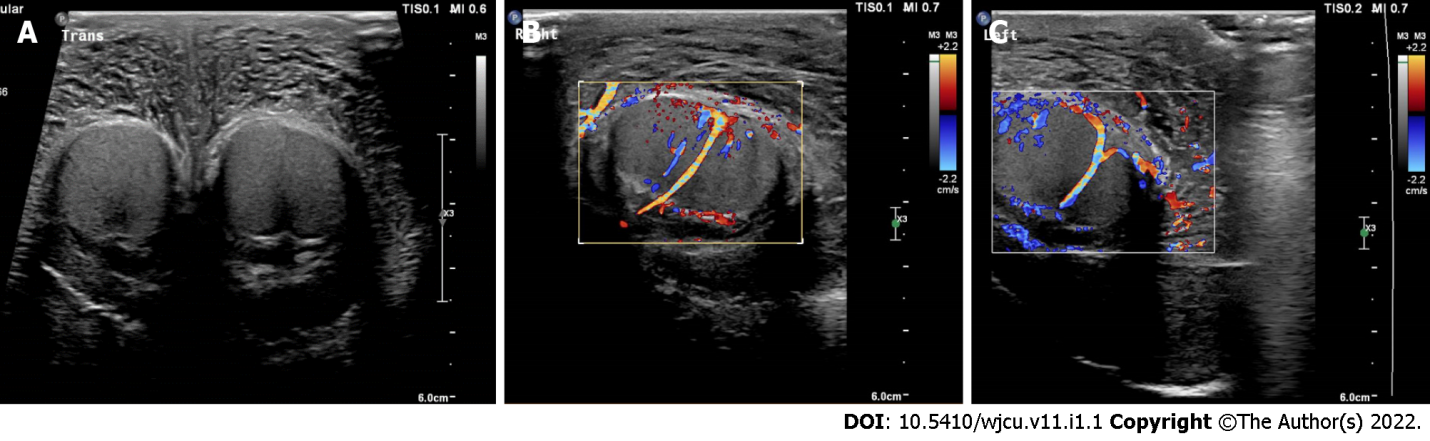 ular
TIS0.1 MI 0.6
A
Trans
M3
66
X3
6.0cm
P
TIS0.1 MI 0.7
B
Right
M3 M3
+2.2
-2.2
cm/s
X3
6.0cm
P
TIS0.2 MI 0.7
C
Left
M3 M3
+2.2
-2.2
cm/s
X3
6.0cm
DOI: 10.5410/wjcu.v11.i1.1 Copyright ©The Author(s) 2022.